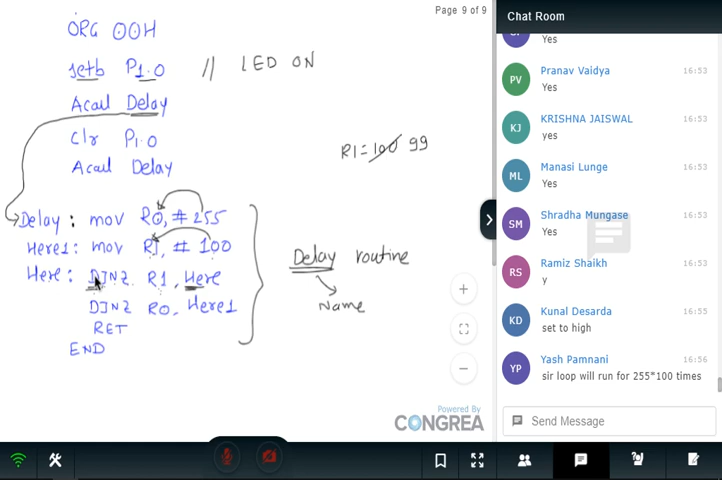 Page 9 of 9
ORG 00H
setb P1.0 // LED ON
Acall Delay
Clr P1.0
Acall Delay
R1 = 100 99
Delay : mov R0, # 255
Here1 : mov R1, # 100
Here : DJNZ R1, Here
DJNZ R0, Here1
RET
END
Delay routine
Name
Powered By
CONGREA
Chat Room
Yes
16:53
PV
Pranav Vaidya
16:53
Yes
KJ
KRISHNA JAISWAL
16:53
yes
ML
Manasi Lunge
16:53
Yes
SM
Shradha Mungase
16:53
Yes
RS
Ramiz Shaikh
16:53
y
KD
Kunal Desarda
16:55
set to high
YP
Yash Pamnani
16:56
sir loop will run for 255*100 times
Send Message